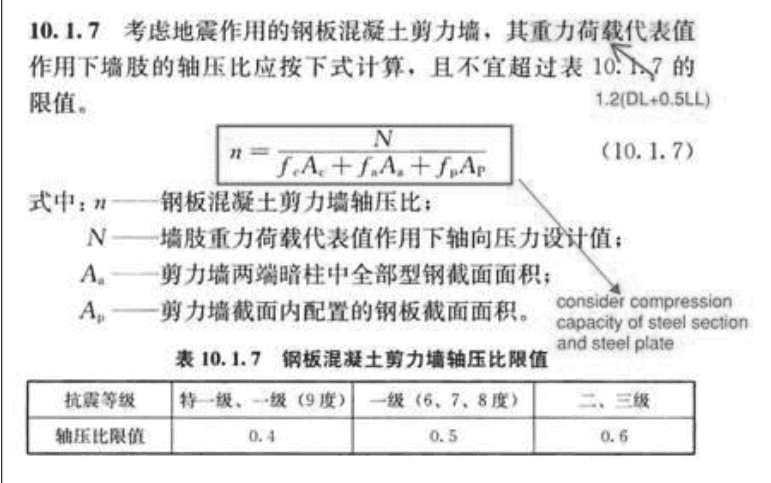 10.1.7 考虑地震作用的钢板混凝土剪力墙，其重力荷载代表值
作用下墙肢的轴压比应按下式计算，且不宜超过表 10.1.7 的
限值。
1.2(DL+0.5LL)
n = N / (f_c A_c + f_a A_a + f_p A_P) (10.1.7)
式中：n——钢板混凝土剪力墙轴压比；
N——墙肢重力荷载代表值作用下轴向压力设计值；
A_a——剪力墙两端暗柱中全部型钢截面面积；
A_p——剪力墙截面内配置的钢板截面面积。
consider compression
capacity of steel section
and steel plate
表 10.1.7 钢板混凝土剪力墙轴压比限值
抗震等级 特一级、一级（9度） 一级（6、7、8度） 二、三级
轴压比限值 0.4 0.5 0.6